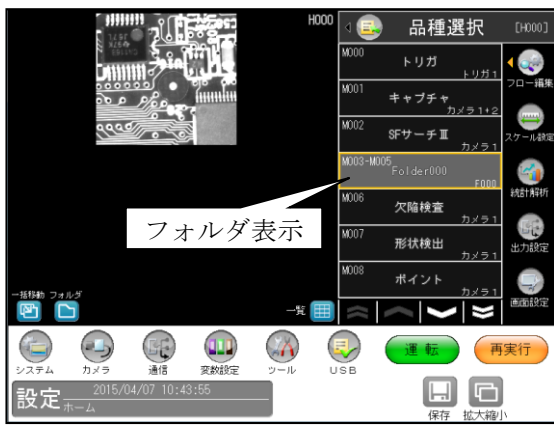 H000
品種選択 [H000]
M000
トリガ
トリガ1
M001
キャプチャ
カメラ1+2
M002
SFサーチⅢ
カメラ1
M003-M005
Folder000
F000
M006
欠陥検査
カメラ1
M007
形状検出
カメラ1
M008
ポイント
カメラ1
フロー編集
スケール設定
統計解析
出力設定
画面設定
フォルダ表示
一括移動 フォルダ
一覧
システム カメラ 通信 変数設定 ツール USB
運転 再実行
設定 2015/04/07 10:43:55
ホーム
保存 拡大縮小